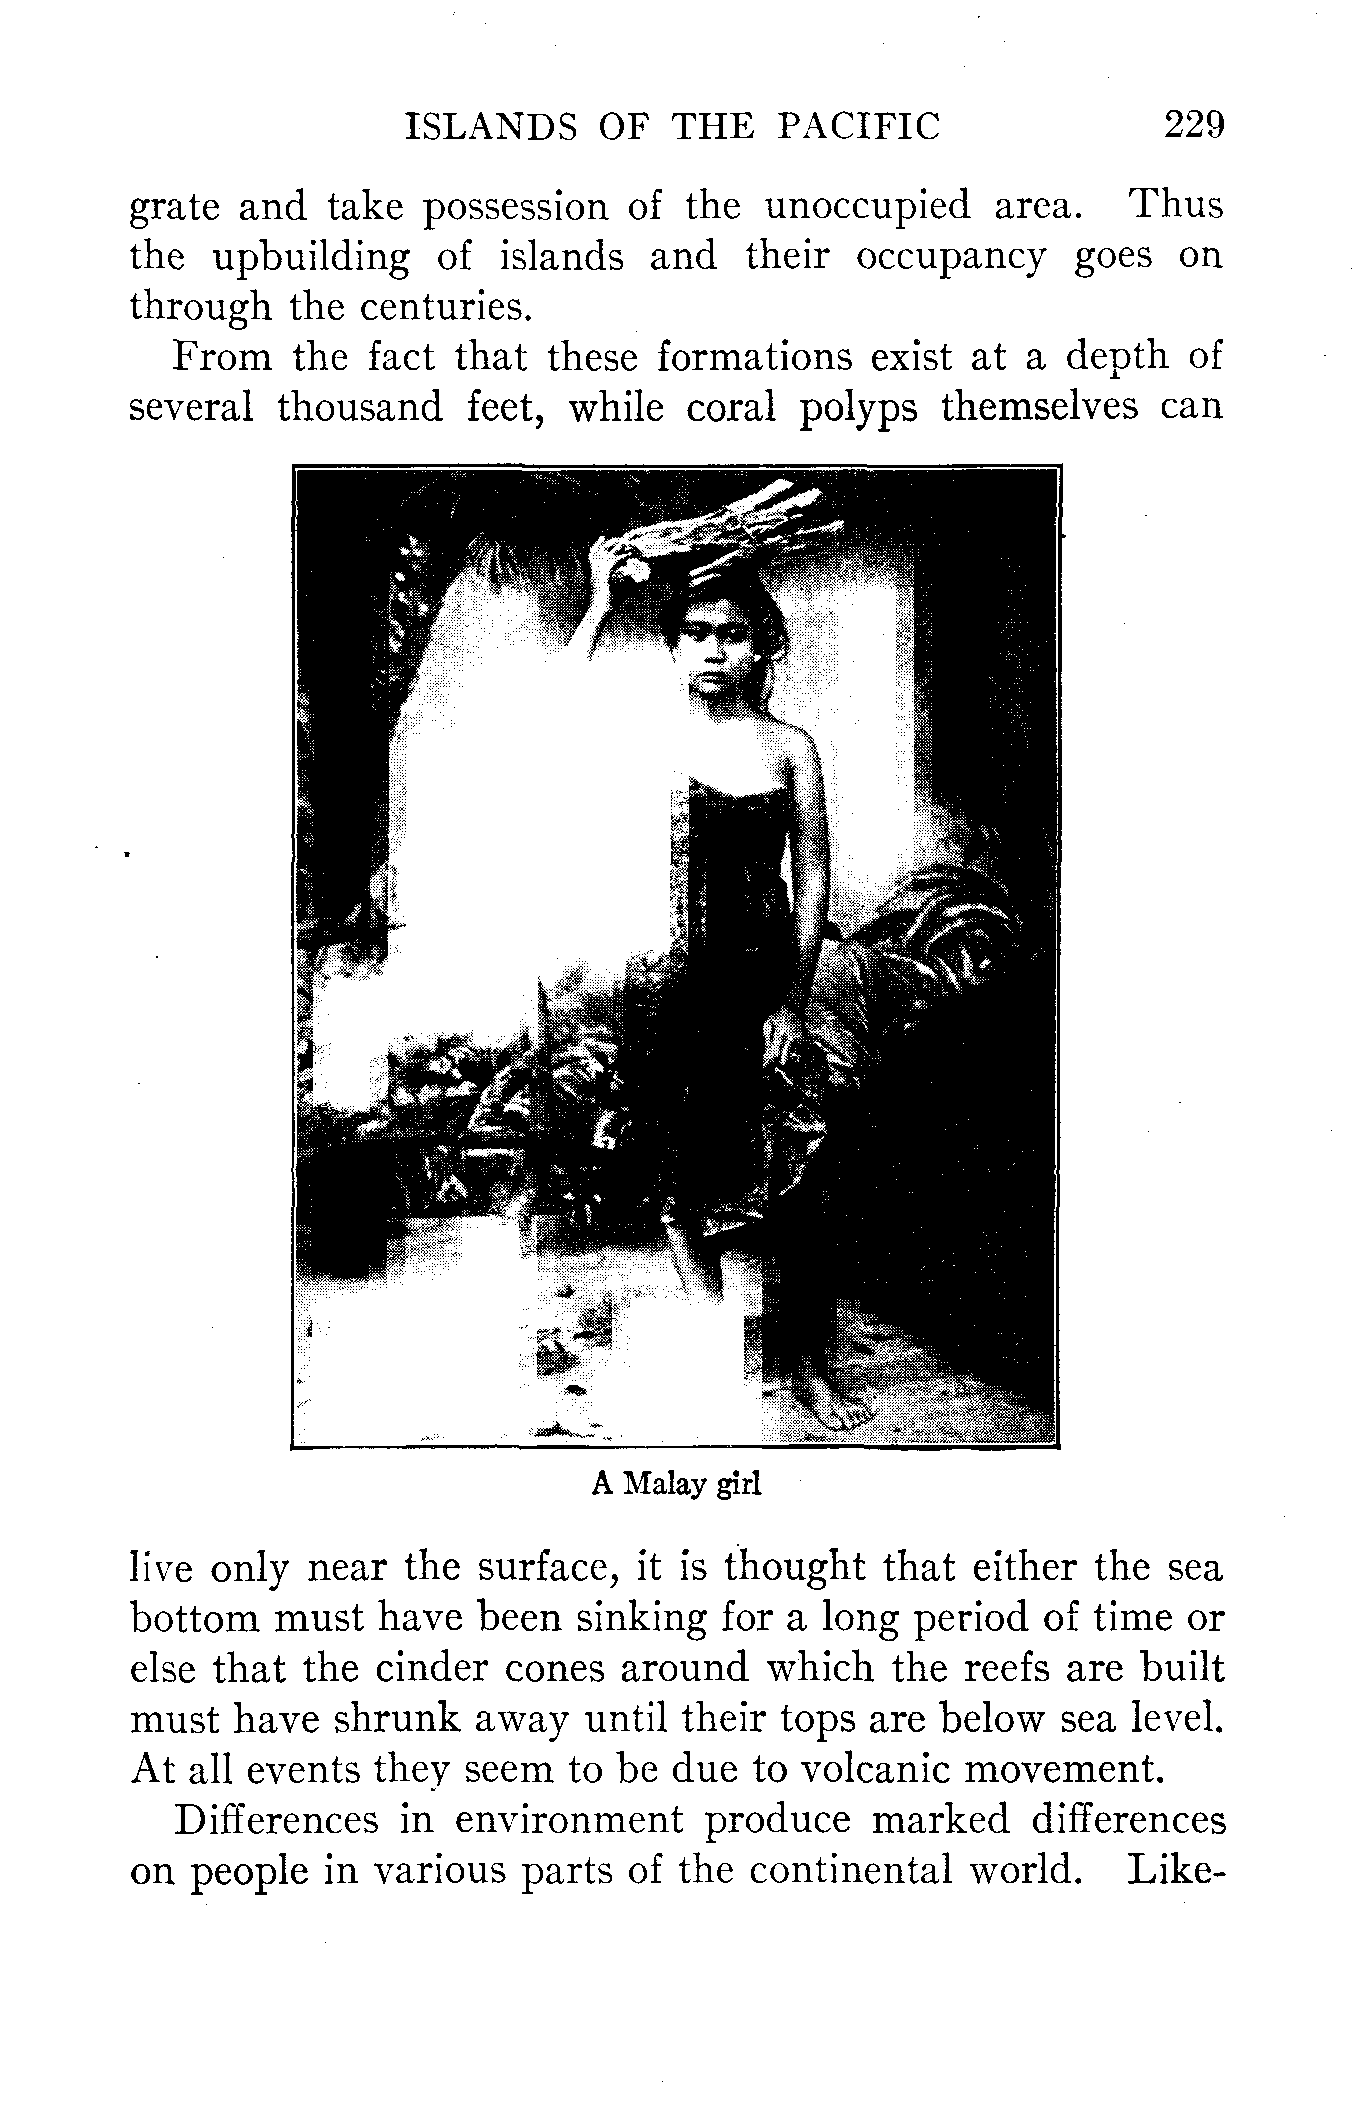 ISLANDS OF THE PACIFIC 229
grate and take possession of the unoccupied area. Thus
the upbuilding of islands and their occupancy goes on
through the centuries.
From the fact that these formations exist at a depth of
several thousand feet, while coral polyps themselves can
A Malay girl
live only near the surface, it is thought that either the sea
bottom must have been sinking for a long period of time or
else that the cinder cones around which the reefs are built
must have shrunk away until their tops are below sea level.
At all events they seem to be due to volcanic movement.
Differences in environment produce marked differences
on people in various parts of the continental world. Like-